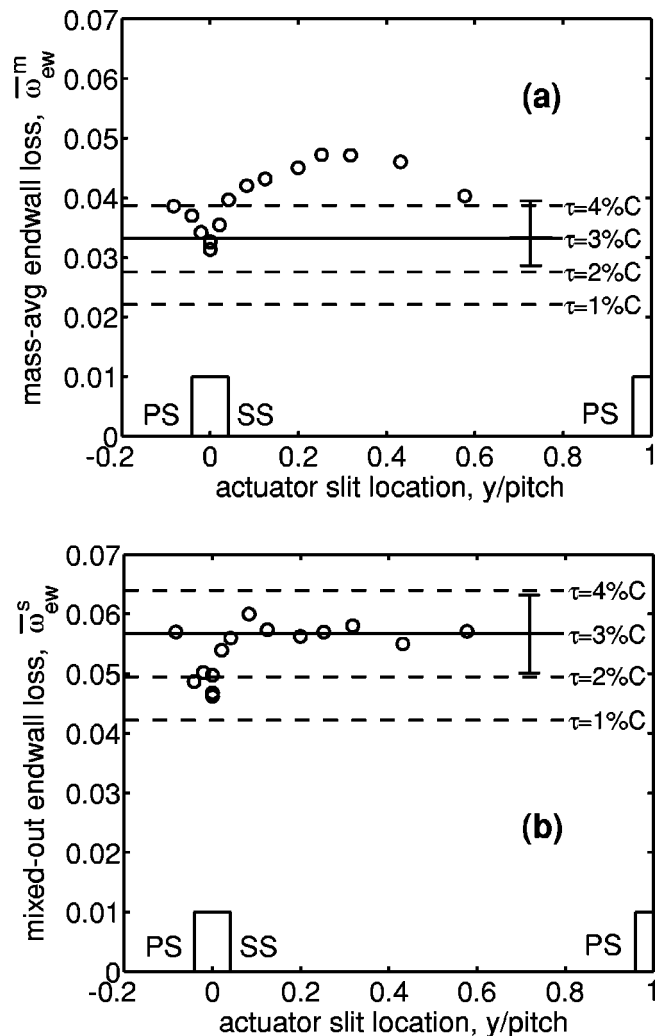 0.07
0.06
0.05
0.04
0.03
0.02
0.01
0
mass-avg endwall loss, ω̅ᵐ_ew
(a)
τ=4%C
τ=3%C
τ=2%C
τ=1%C
PS
SS
PS
-0.2
0
0.2
0.4
0.6
0.8
1
actuator slit location, y/pitch
0.07
0.06
0.05
0.04
0.03
0.02
0.01
0
mixed-out endwall loss, ω̅ˢ_ew
τ=4%C
τ=3%C
τ=2%C
τ=1%C
(b)
PS
SS
PS
-0.2
0
0.2
0.4
0.6
0.8
1
actuator slit location, y/pitch